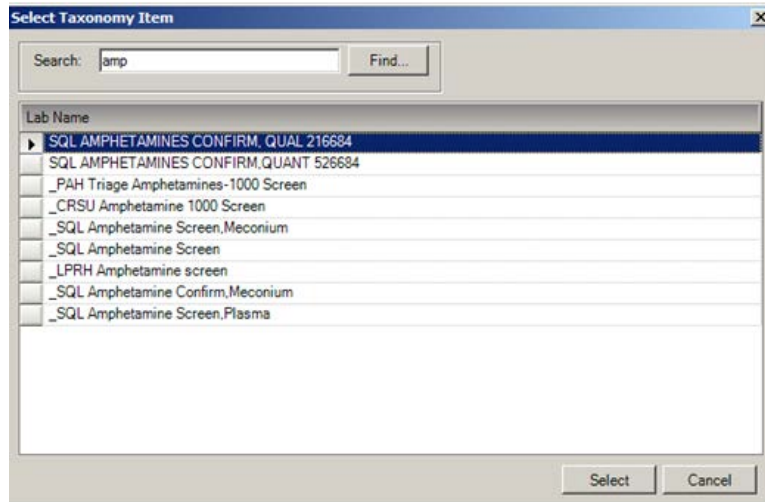 Select Taxonomy Item
Search: amp Find...
Lab Name
SQL AMPHETAMINES CONFIRM, QUAL 216684
SQL AMPHETAMINES CONFIRM,QUANT 526684
_PAH Triage Amphetamines-1000 Screen
_CRSU Amphetamine 1000 Screen
_SQL Amphetamine Screen,Meconium
_SQL Amphetamine Screen
_LPRH Amphetamine screen
_SQL Amphetamine Confirm,Meconium
_SQL Amphetamine Screen,Plasma
Select Cancel